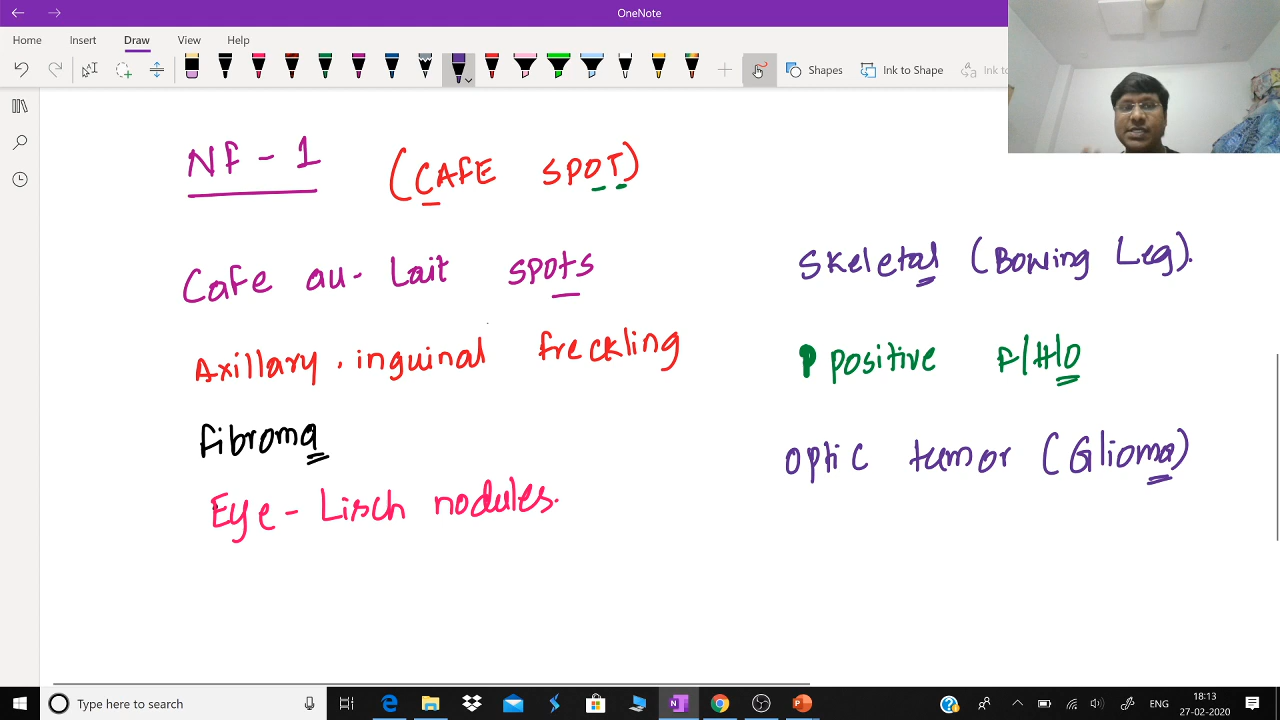 OneNote
Home Insert Draw View Help
Shapes Ink to Shape Ink to
NF - 1 (CAFE SPOT)
Cafe au- Lait spots
Axillary . inguinal freckling
fibroma
Eye - Lisch nodules.
Skeletal (Bowing Leg).
P positive F/H/O
Optic tumor (Glioma)
Type here to search
ENG
18:13
27-02-2020